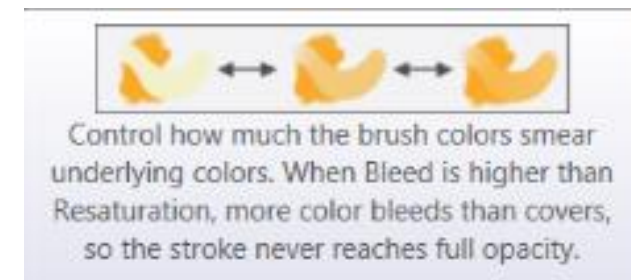 Control how much the brush colors smear
underlying colors. When Bleed is higher than
Resaturation, more color bleeds than covers,
so the stroke never reaches full opacity.